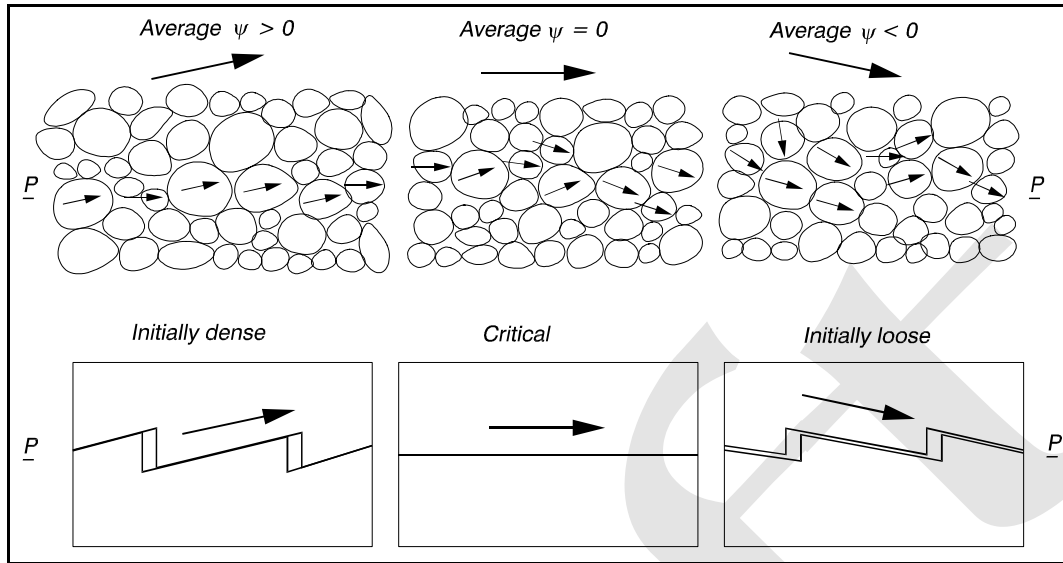 Average ψ > 0
Average ψ = 0
Average ψ < 0
P
P
Initially dense
Critical
Initially loose
P
P